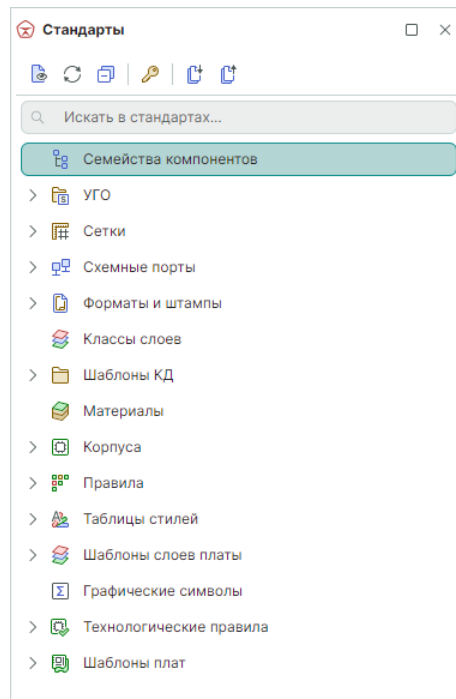 Стандарты
Искать в стандартах...
Семейства компонентов
УГО
Сетки
Схемные порты
Форматы и штампы
Классы слоев
Шаблоны КД
Материалы
Корпуса
Правила
Таблицы стилей
Шаблоны слоев платы
Графические символы
Технологические правила
Шаблоны плат